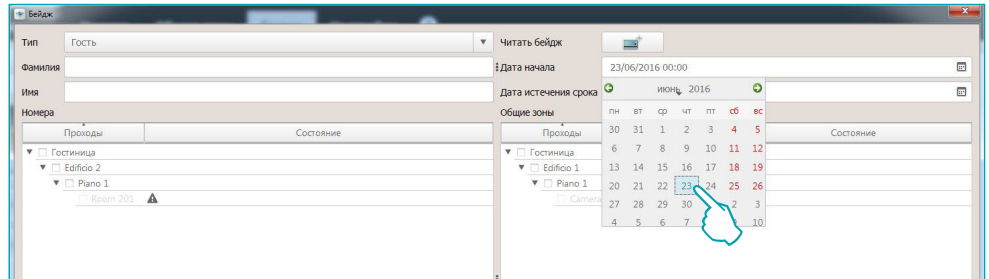 Бейдж
Тип Гость Читать бейдж
Фамилия Дата начала 23/06/2016 00:00
Имя Дата истечения срока
июнь 2016
Номера Общие зоны
пн вт ср чт пт сб вс
Проходы Состояние Проходы Состояние
30 31 1 2 3 4 5
Гостиница Гостиница
6 7 8 9 10 11 12
Edificio 2 Edificio 1
13 14 15 16 17 18 19
Piano 1 Piano 1
20 21 22 23 24 25 26
Room 201 Camera
27 28 29 30 2 3
4 5 6 7 10